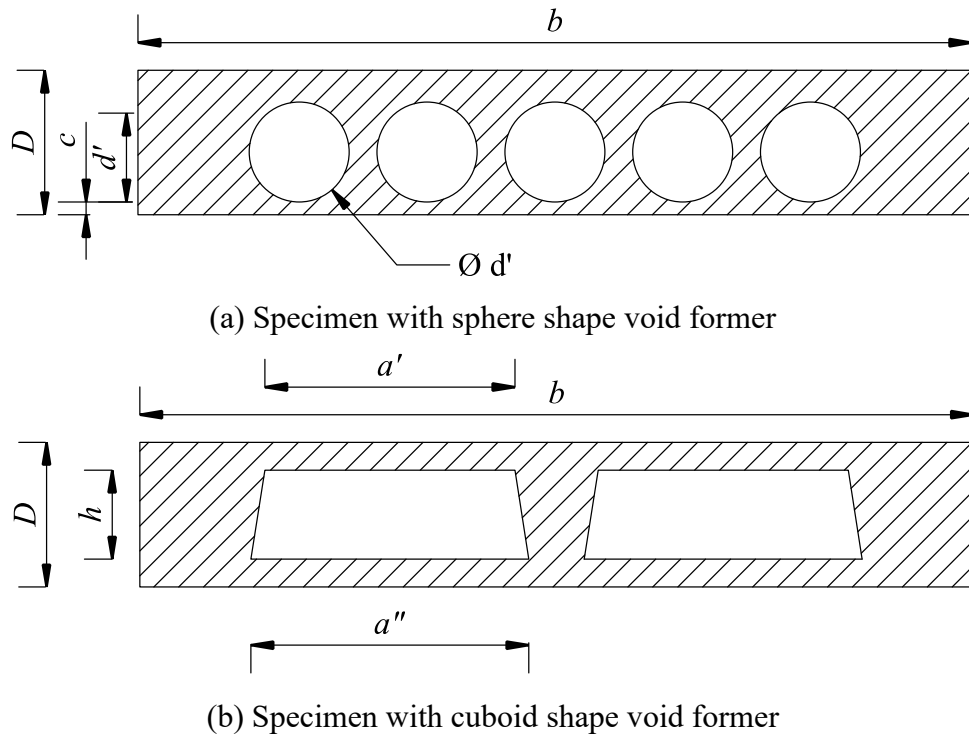 b
D
c
d'
Ø d'
(a) Specimen with sphere shape void former
a'
b
D
h
a"
(b) Specimen with cuboid shape void former